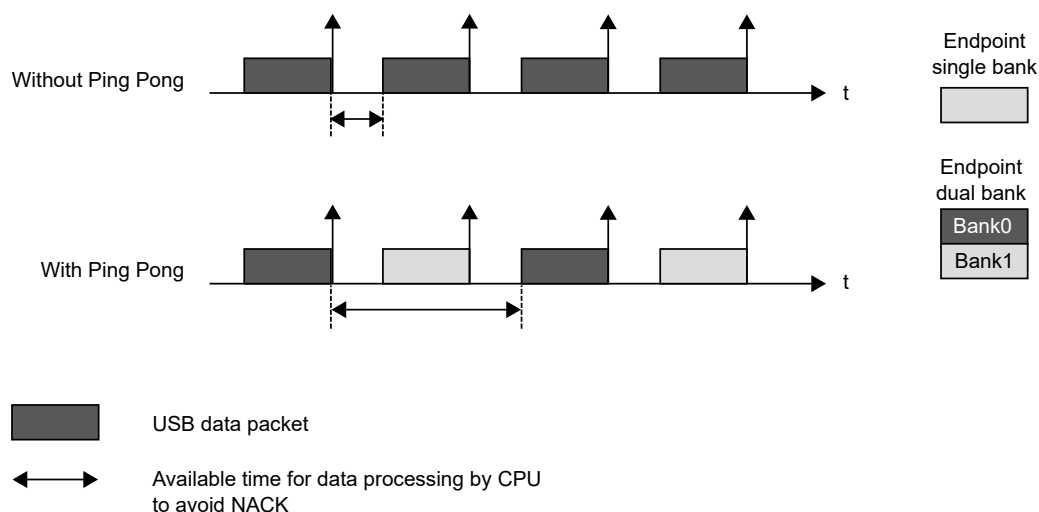 Without Ping Pong
t
Endpoint
single bank
Endpoint
dual bank
Bank0
Bank1
With Ping Pong
t
USB data packet
Available time for data processing by CPU
to avoid NACK